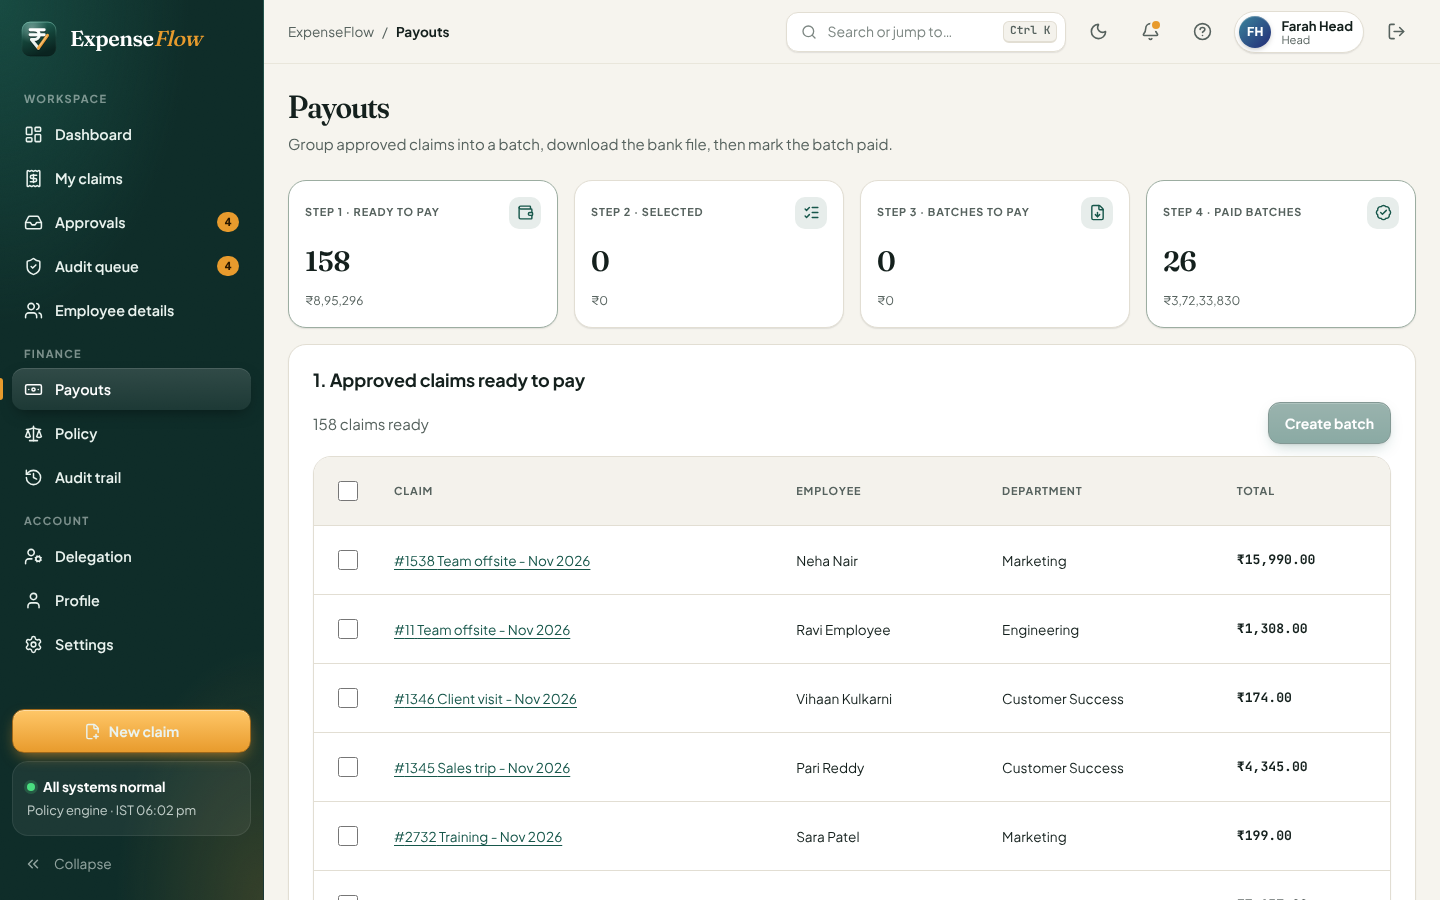 ExpenseFlow
WORKSPACE
Dashboard
My claims
Approvals 4
Audit queue 4
Employee details
FINANCE
Payouts
Policy
Audit trail
ACCOUNT
Delegation
Profile
Settings
New claim
All systems normal
Policy engine · IST 06:02 pm
Collapse
ExpenseFlow / Payouts
Search or jump to... Ctrl K
FH Farah Head
Head
Payouts
Group approved claims into a batch, download the bank file, then mark the batch paid.
STEP 1 · READY TO PAY
158
₹8,95,296
STEP 2 · SELECTED
0
₹0
STEP 3 · BATCHES TO PAY
0
₹0
STEP 4 · PAID BATCHES
26
₹3,72,33,830
1. Approved claims ready to pay
158 claims ready
Create batch
CLAIM EMPLOYEE DEPARTMENT TOTAL
#1538 Team offsite - Nov 2026 Neha Nair Marketing ₹15,990.00
#11 Team offsite - Nov 2026 Ravi Employee Engineering ₹1,308.00
#1346 Client visit - Nov 2026 Vihaan Kulkarni Customer Success ₹174.00
#1345 Sales trip - Nov 2026 Pari Reddy Customer Success ₹4,345.00
#2732 Training - Nov 2026 Sara Patel Marketing ₹199.00